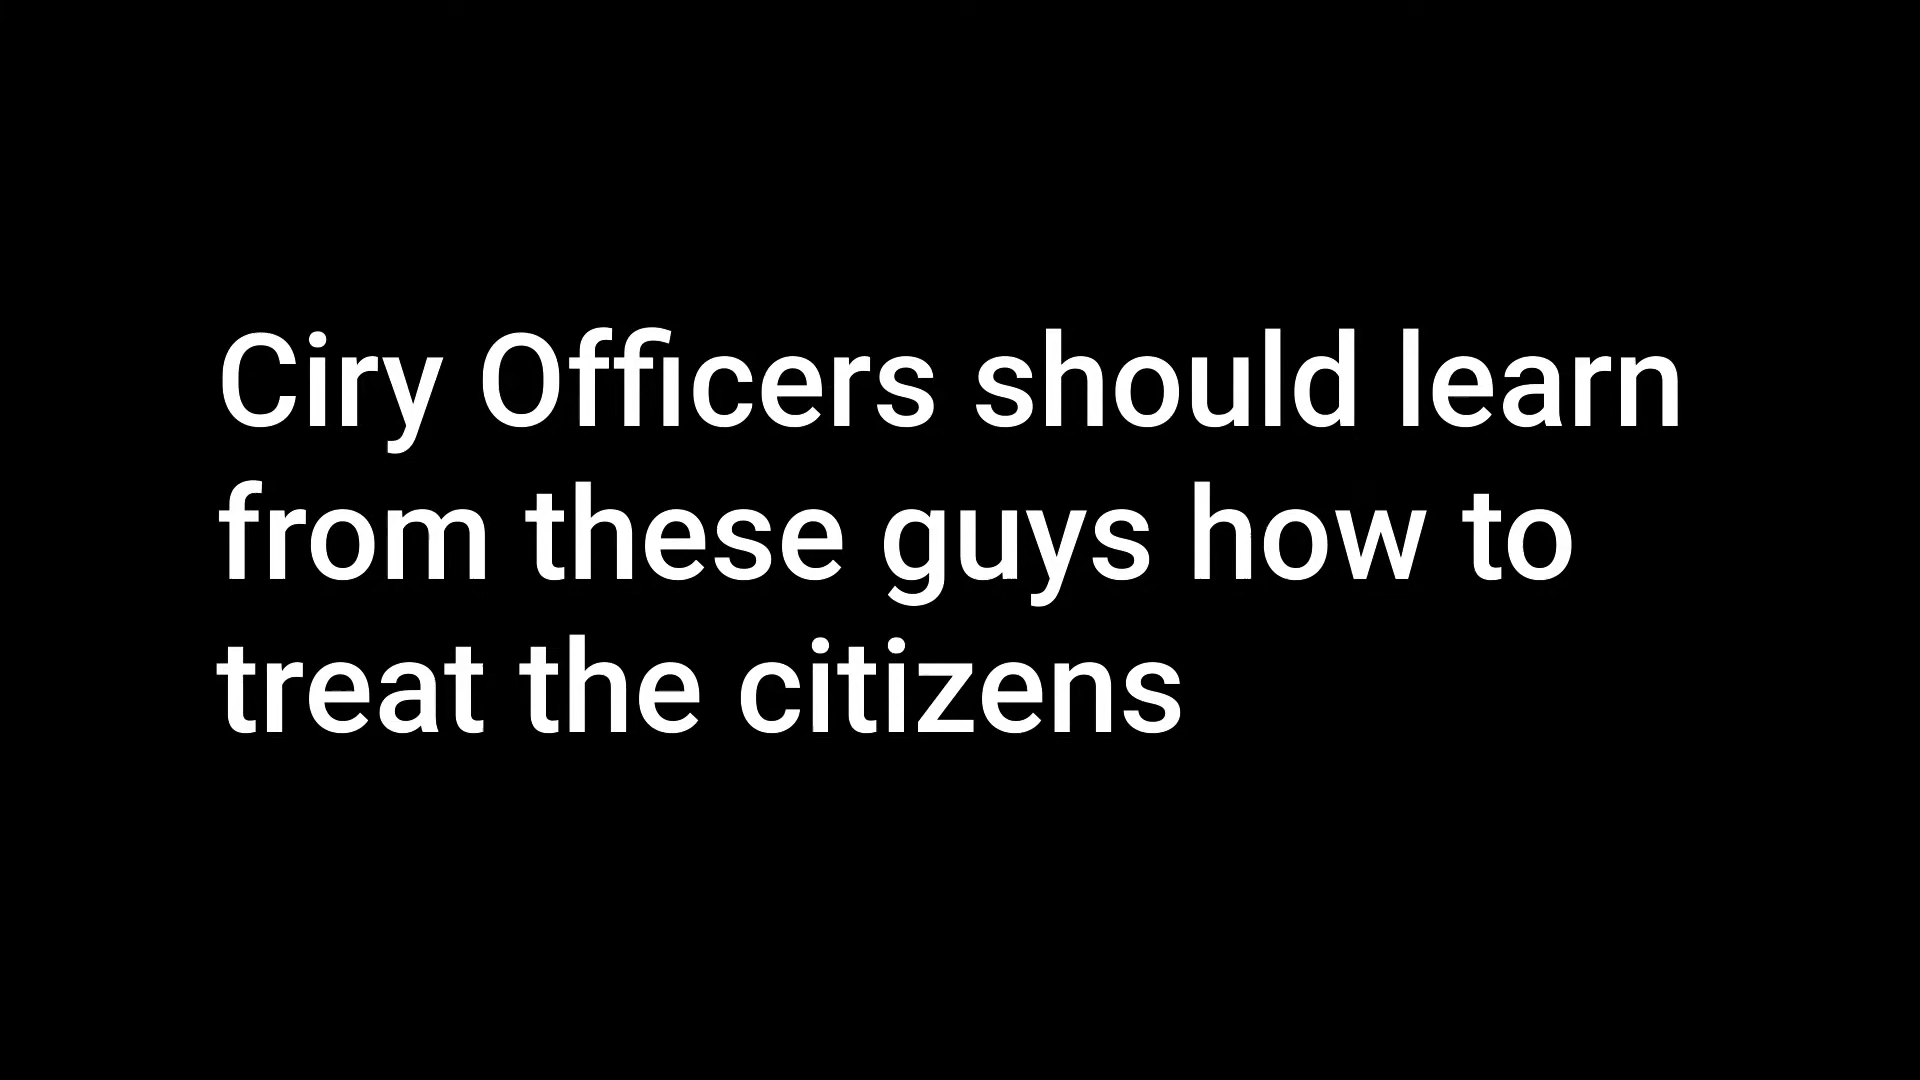 Ciry Officers should learn
from these guys how to
treat the citizens